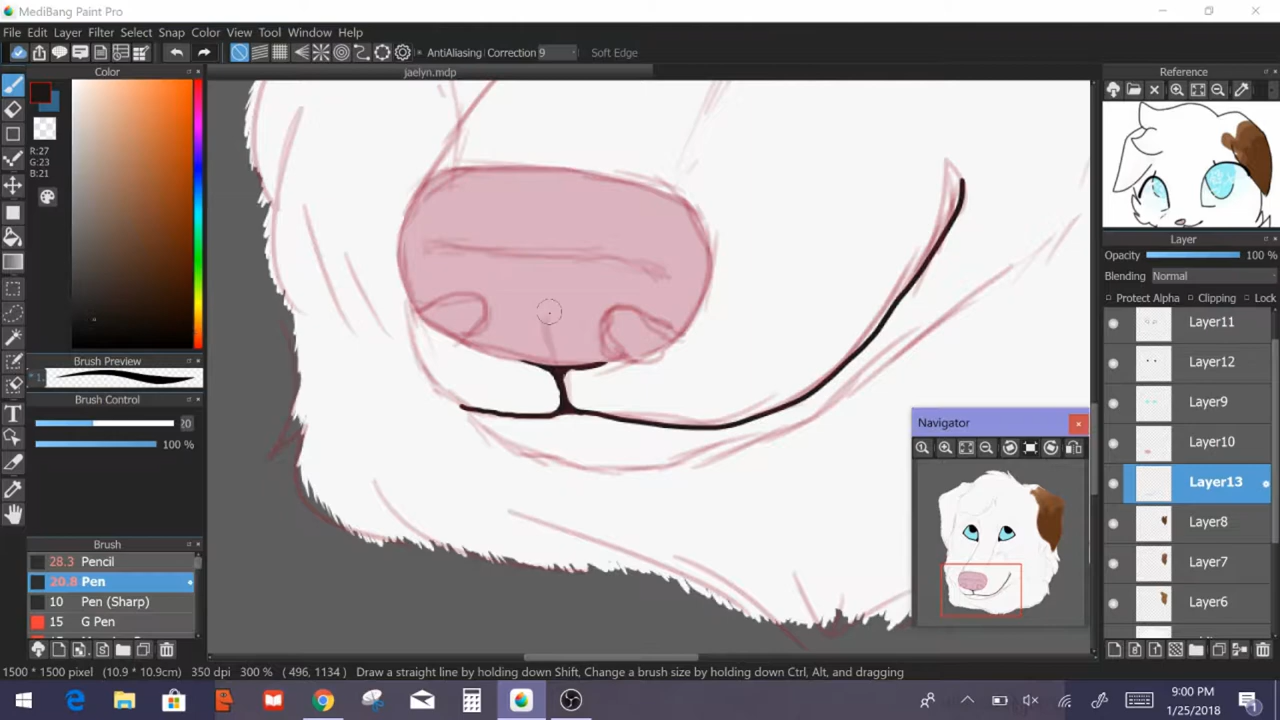 MediBang Paint Pro
File Edit Layer Filter Select Snap Color View Tool Window Help
AntiAliasing Correction 9 Soft Edge
Color
jaelyn.mdp
Reference
R:27
G:23
B:21
Layer
Opacity 100 %
Blending Normal
Protect Alpha Clipping Lock
Layer11
Layer12
Layer9
Layer10
Layer13
Layer8
Layer7
Layer6
Brush Preview
Brush Control
20
100 %
Navigator
Brush
28.3 Pencil
20.8 Pen
10 Pen (Sharp)
15 G Pen
1500 * 1500 pixel (10.9 * 10.9cm) 350 dpi 300 % ( 496, 1134 ) Draw a straight line by holding down Shift, Change a brush size by holding down Ctrl, Alt, and dragging
9:00 PM
1/25/2018